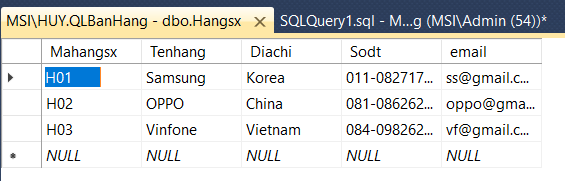 MSI\HUY.QLBanHang - dbo.Hangsx SQLQuery1.sql - M...g (MSI\Admin (54))*
Mahangsx Tenhang Diachi Sodt email
H01 Samsung Korea 011-082717... ss@gmail.c...
H02 OPPO China 081-086262... oppo@gma...
H03 Vinfone Vietnam 084-098262... vf@gmail.c...
NULL NULL NULL NULL NULL